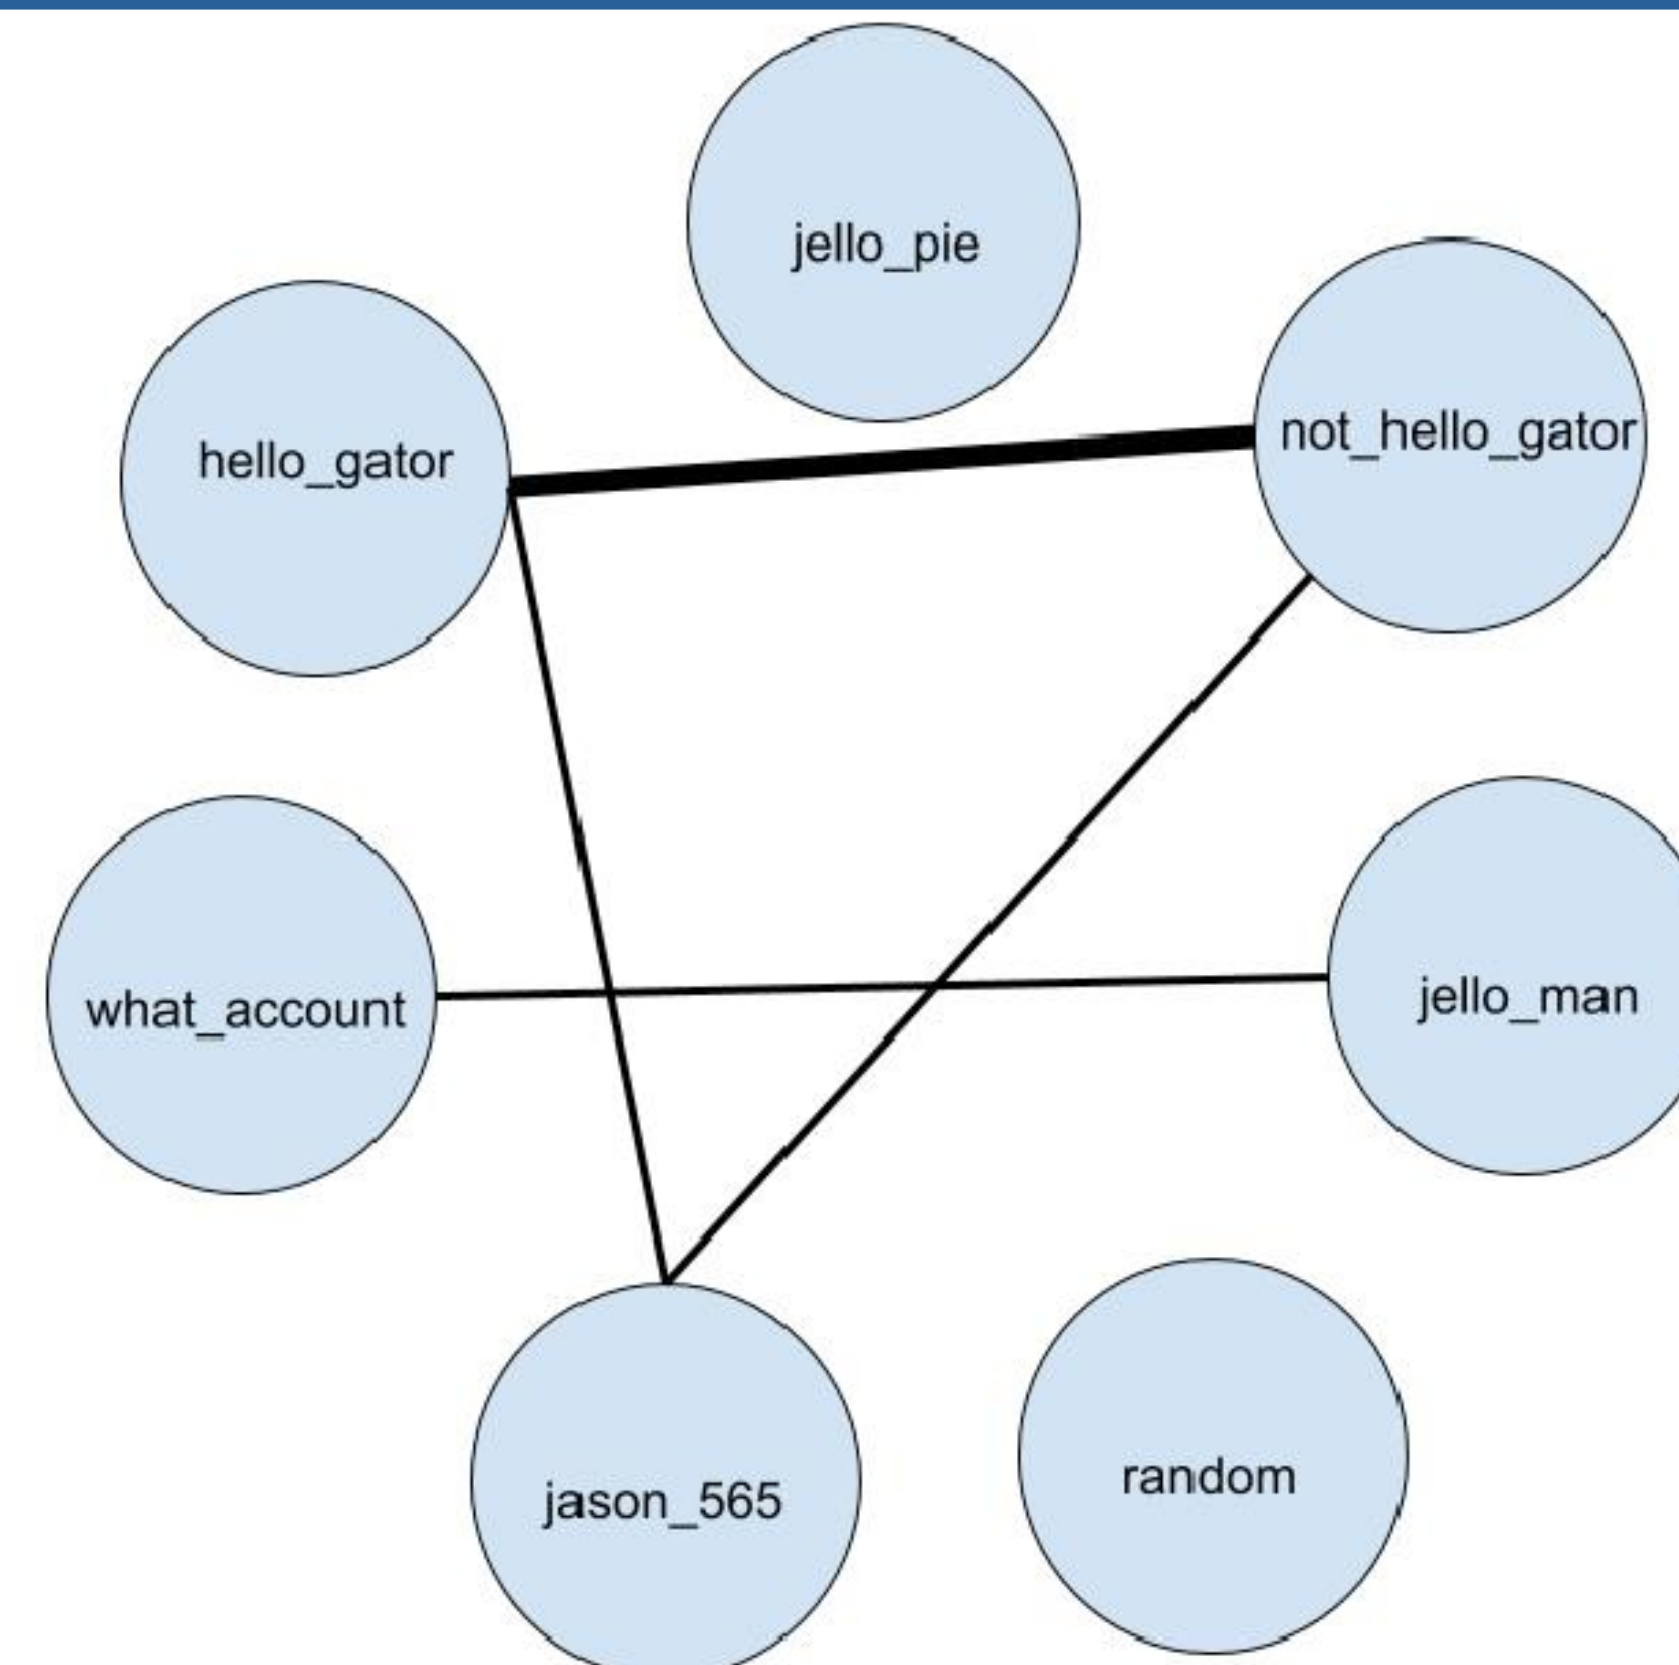 jello_pie
hello_gator
not_hello_gator
what_account
jello_man
jason_565
random